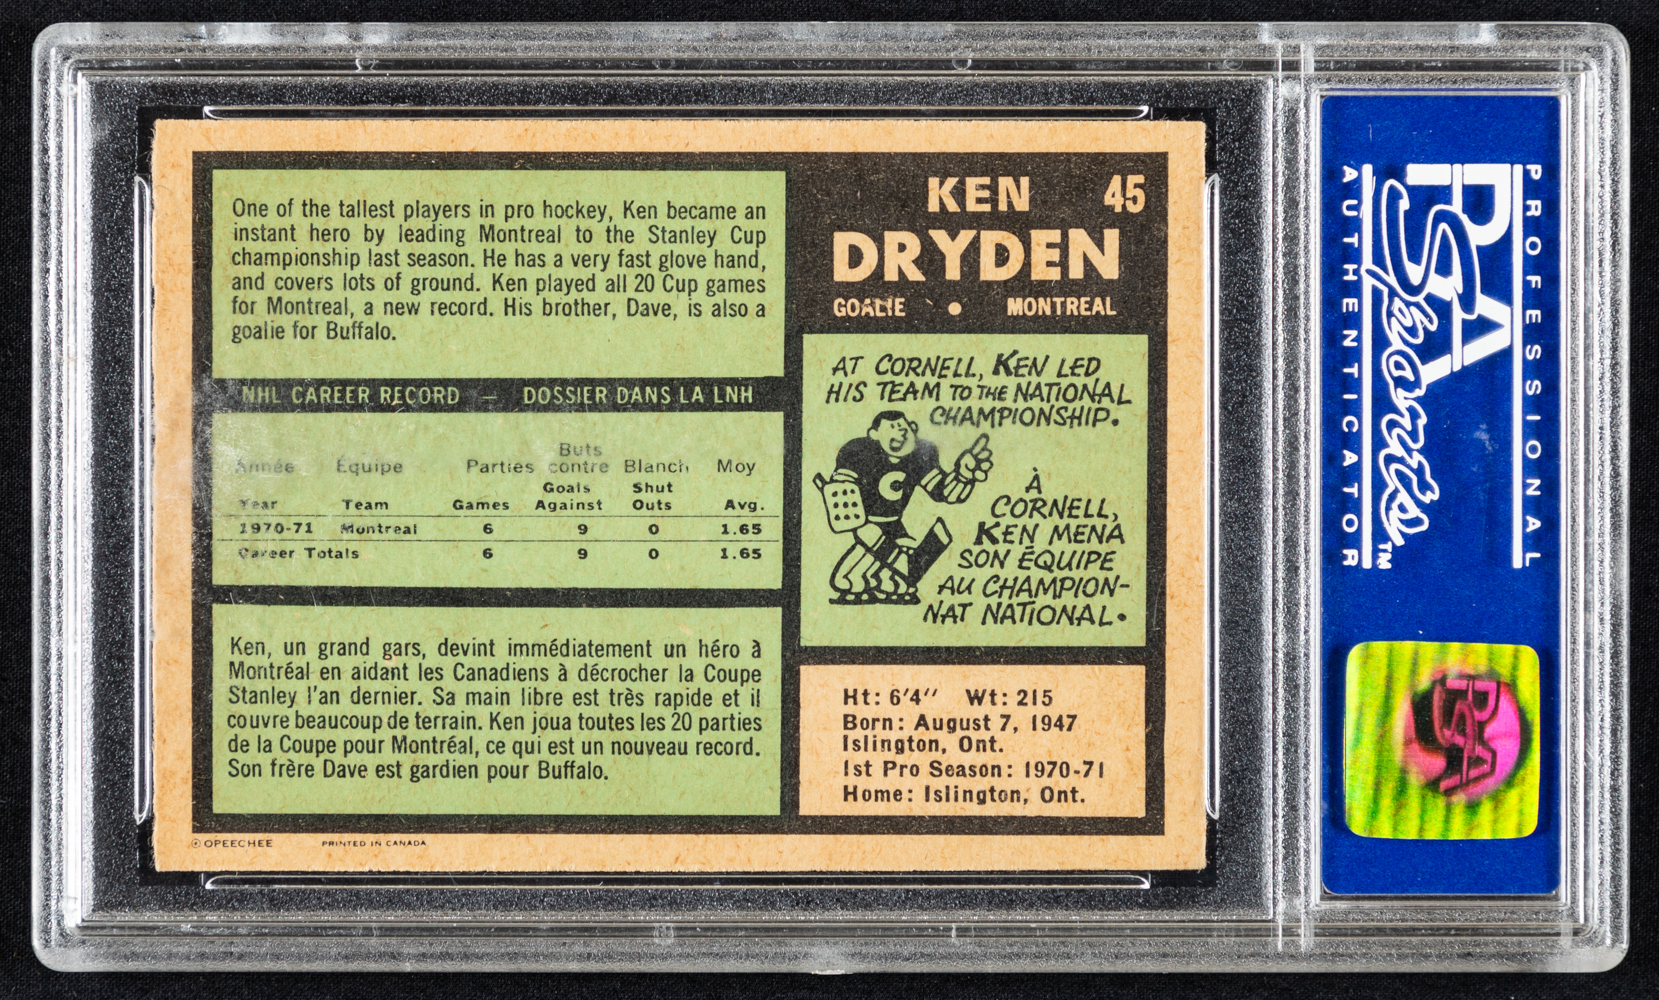 One of the tallest players in pro hockey, Ken became an
instant hero by leading Montreal to the Stanley Cup
championship last season. He has a very fast glove hand,
and covers lots of ground. Ken played all 20 Cup games
for Montreal, a new record. His brother, Dave, is also a
goalie for Buffalo.
NHL CAREER RECORD — DOSSIER DANS LA LNH
Buts
Année Équipe Parties contre Blanch. Moy
Goals Shut
Year Team Games Against Outs Avg.
1970-71 Montreal 6 9 0 1.65
Career Totals 6 9 0 1.65
Ken, un grand gars, devint immédiatement un héro à
Montréal en aidant les Canadiens à décrocher la Coupe
Stanley l'an dernier. Sa main libre est très rapide et il
couvre beaucoup de terrain. Ken joua toutes les 20 parties
de la Coupe pour Montréal, ce qui est un nouveau record.
Son frère Dave est gardien pour Buffalo.
© OPEECHEE PRINTED IN CANADA
KEN 45
DRYDEN
GOALIE • MONTREAL
AT CORNELL, KEN LED
HIS TEAM TO THE NATIONAL
CHAMPIONSHIP.
C
À
CORNELL,
KEN MENA
SON ÉQUIPE
AU CHAMPION-
NAT NATIONAL.
Ht: 6'4'' Wt: 215
Born: August 7, 1947
Islington, Ont.
1st Pro Season: 1970-71
Home: Islington, Ont.
PROFESSIONAL
PSA
Sports™
AUTHENTICATOR
PSA